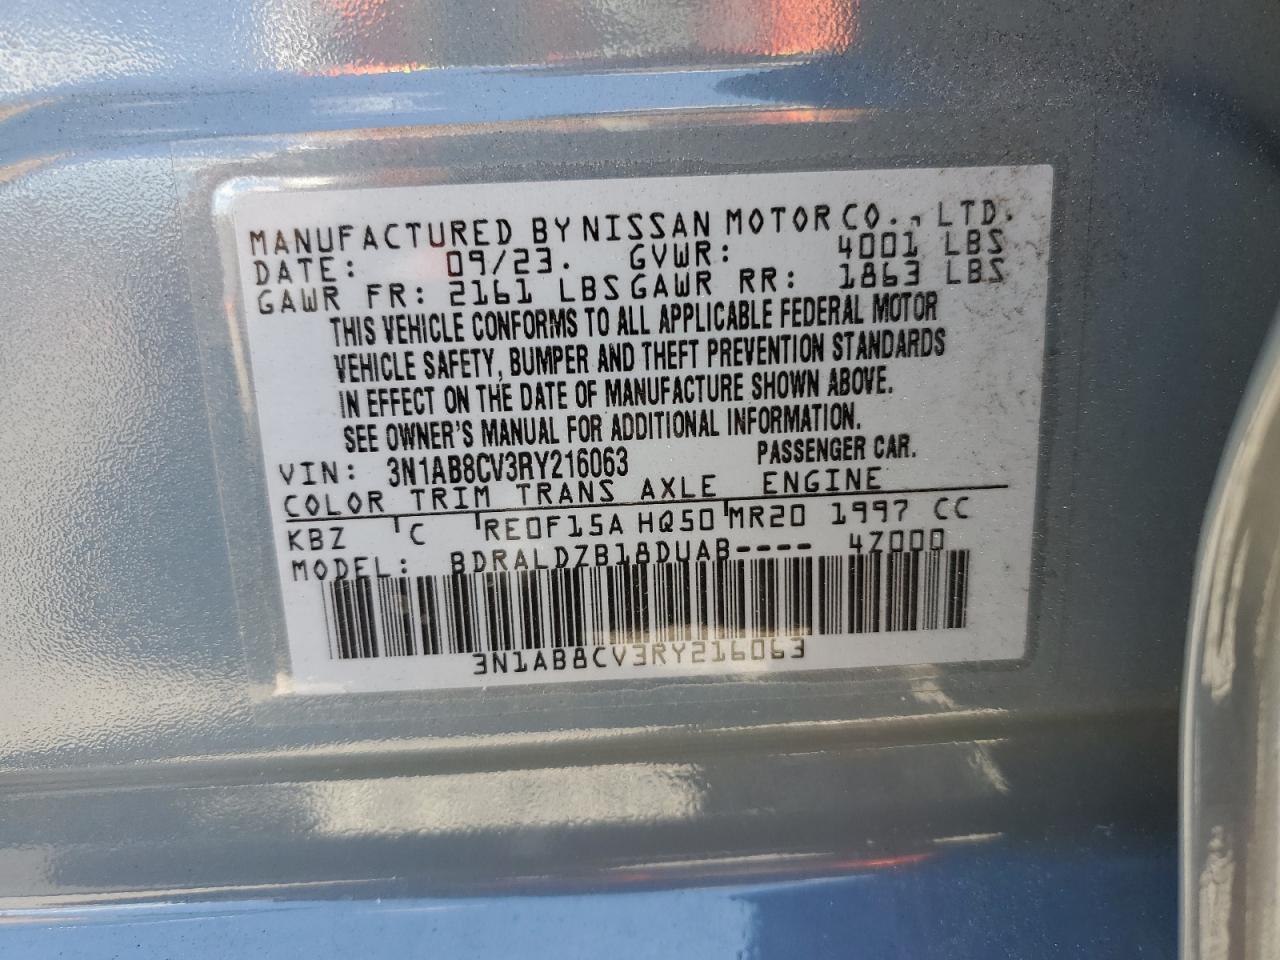 MANUFACTURED BY NISSAN MOTOR CO., LTD.
DATE: 09/23. GVWR: 4001 LBS
GAWR FR: 2161 LBS GAWR RR: 1863 LBS
THIS VEHICLE CONFORMS TO ALL APPLICABLE FEDERAL MOTOR
VEHICLE SAFETY, BUMPER AND THEFT PREVENTION STANDARDS
IN EFFECT ON THE DATE OF MANUFACTURE SHOWN ABOVE.
SEE OWNER'S MANUAL FOR ADDITIONAL INFORMATION.
VIN: 3N1AB8CV3RY216063 PASSENGER CAR.
COLOR TRIM TRANS AXLE ENGINE
KBZ C RE0F15A HQ50 MR20 1997 CC
MODEL: BDRALDZB18DUAB---- 4Z000
3N1AB8CV3RY216063